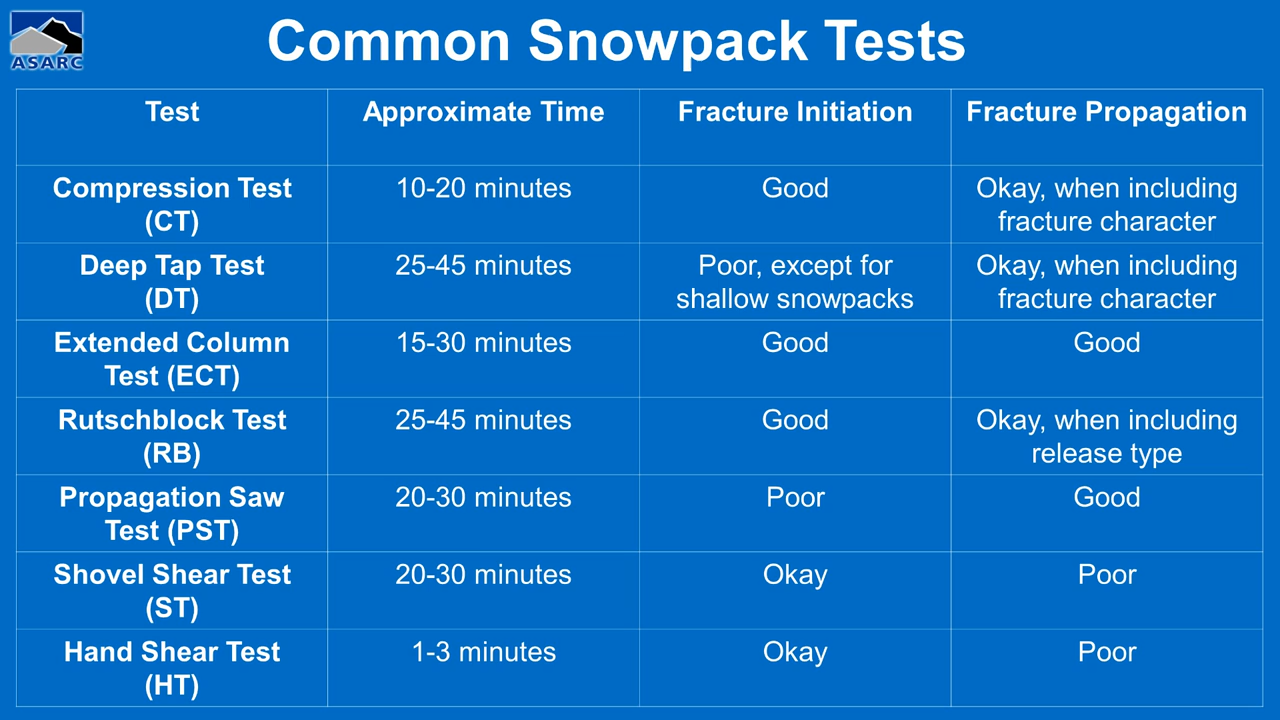 ASARC
Common Snowpack Tests
Test
Approximate Time
Fracture Initiation
Fracture Propagation
Compression Test
(CT)
10-20 minutes
Good
Okay, when including
fracture character
Deep Tap Test
(DT)
25-45 minutes
Poor, except for
shallow snowpacks
Okay, when including
fracture character
Extended Column
Test (ECT)
15-30 minutes
Good
Good
Rutschblock Test
(RB)
25-45 minutes
Good
Okay, when including
release type
Propagation Saw
Test (PST)
20-30 minutes
Poor
Good
Shovel Shear Test
(ST)
20-30 minutes
Okay
Poor
Hand Shear Test
(HT)
1-3 minutes
Okay
Poor